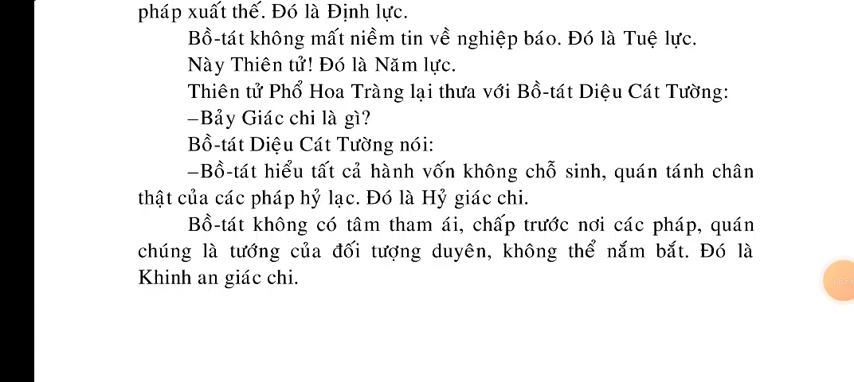 pháp xuất thế. Đó là Định lực.
Bồ-tát không mất niềm tin về nghiệp báo. Đó là Tuệ lực.
Này Thiên tử! Đó là Năm lực.
Thiên tử Phổ Hoa Tràng lại thưa với Bồ-tát Diệu Cát Tường:
–Bảy Giác chi là gì?
Bồ-tát Diệu Cát Tường nói:
–Bồ-tát hiểu tất cả hành vốn không chỗ sinh, quán tánh chân
thật của các pháp hỷ lạc. Đó là Hỷ giác chi.
Bồ-tát không có tâm tham ái, chấp trước nơi các pháp, quán
chúng là tướng của đối tượng duyên, không thể nắm bắt. Đó là
Khinh an giác chi.